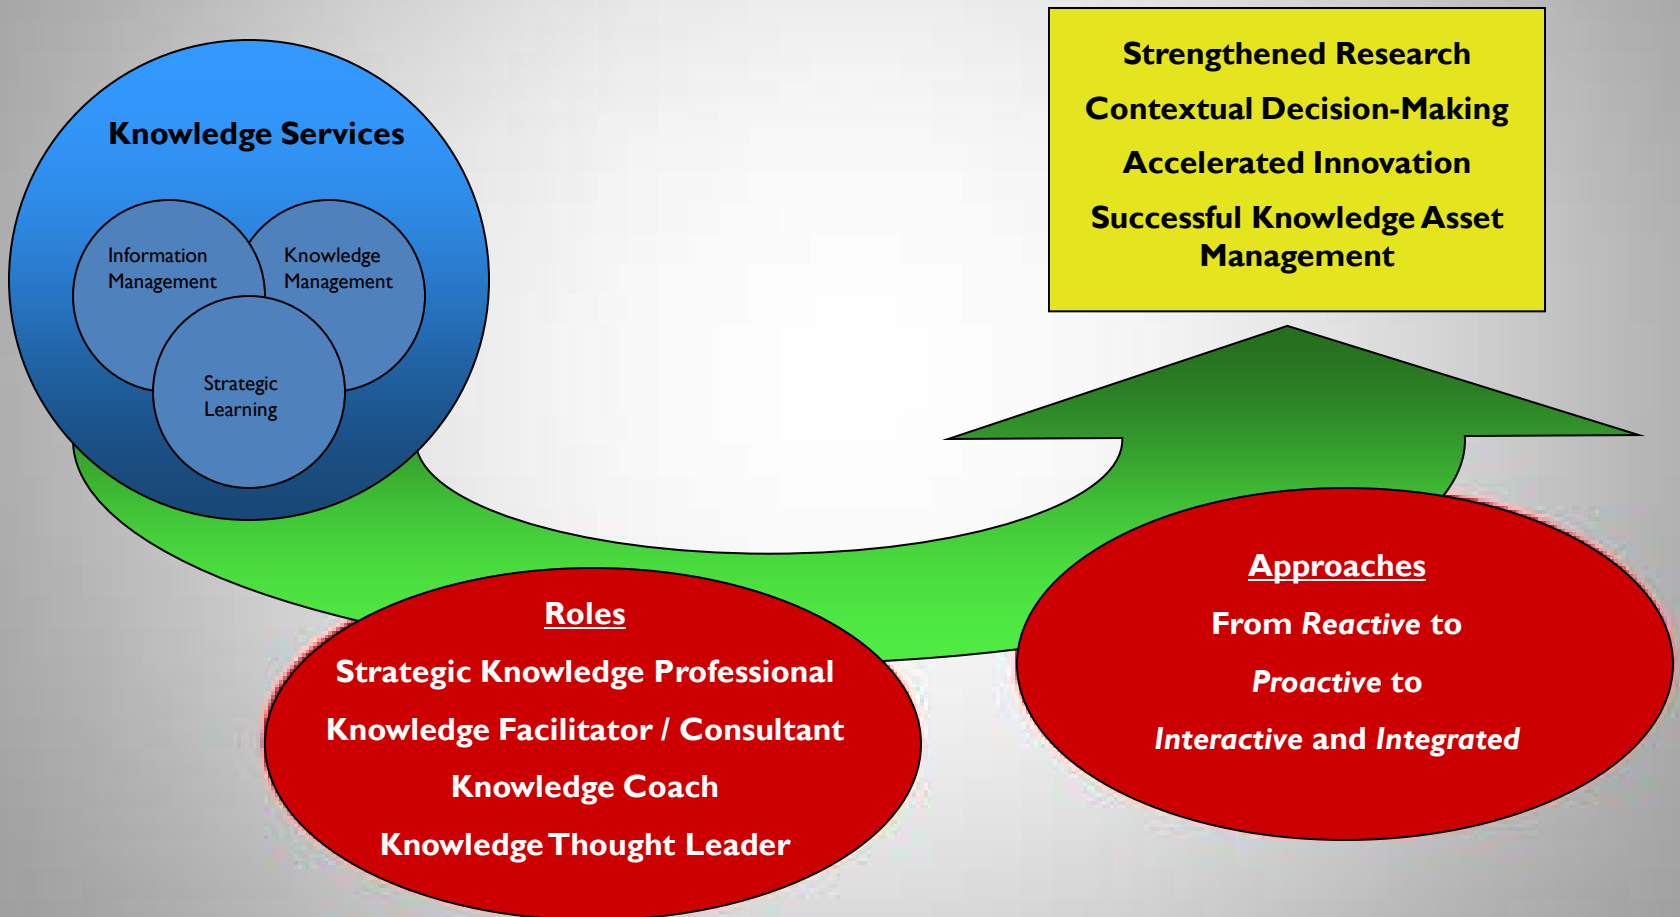 Knowledge Services
Information
Management
Knowledge
Management
Strategic
Learning
Strengthened Research
Contextual Decision-Making
Accelerated Innovation
Successful Knowledge Asset
Management
Roles
Strategic Knowledge Professional
Knowledge Facilitator / Consultant
Knowledge Coach
Knowledge Thought Leader
Approaches
From Reactive to
Proactive to
Interactive and Integrated